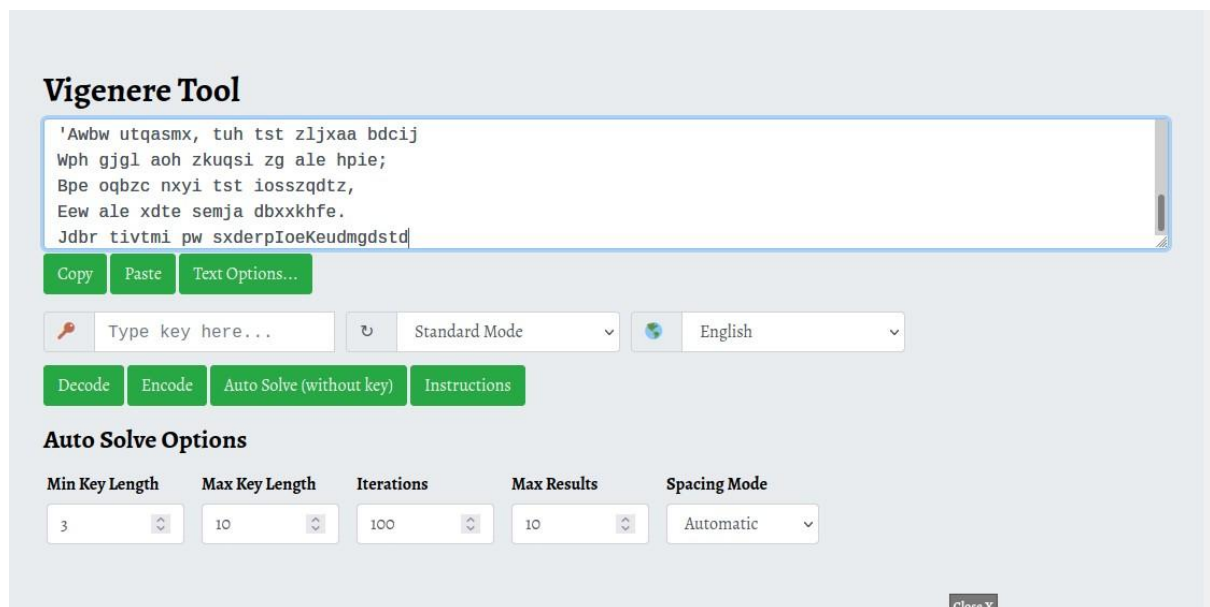 Vigenere Tool
'Awbw utqasmx, tuh tst zljxaa bdcij
Wph gjgl aoh zkuqsi zg ale hpie;
Bpe oqbzc nxyi tst iosszqdtz,
Eew ale xdte semja dbxxkhfe.
Jdbr tivtmi pw sxderpIoeKeudmgdstd
Copy Paste Text Options...
Type key here... Standard Mode English
Decode Encode Auto Solve (without key) Instructions
Auto Solve Options
Min Key Length Max Key Length Iterations Max Results Spacing Mode
3 10 100 10 Automatic
Close X